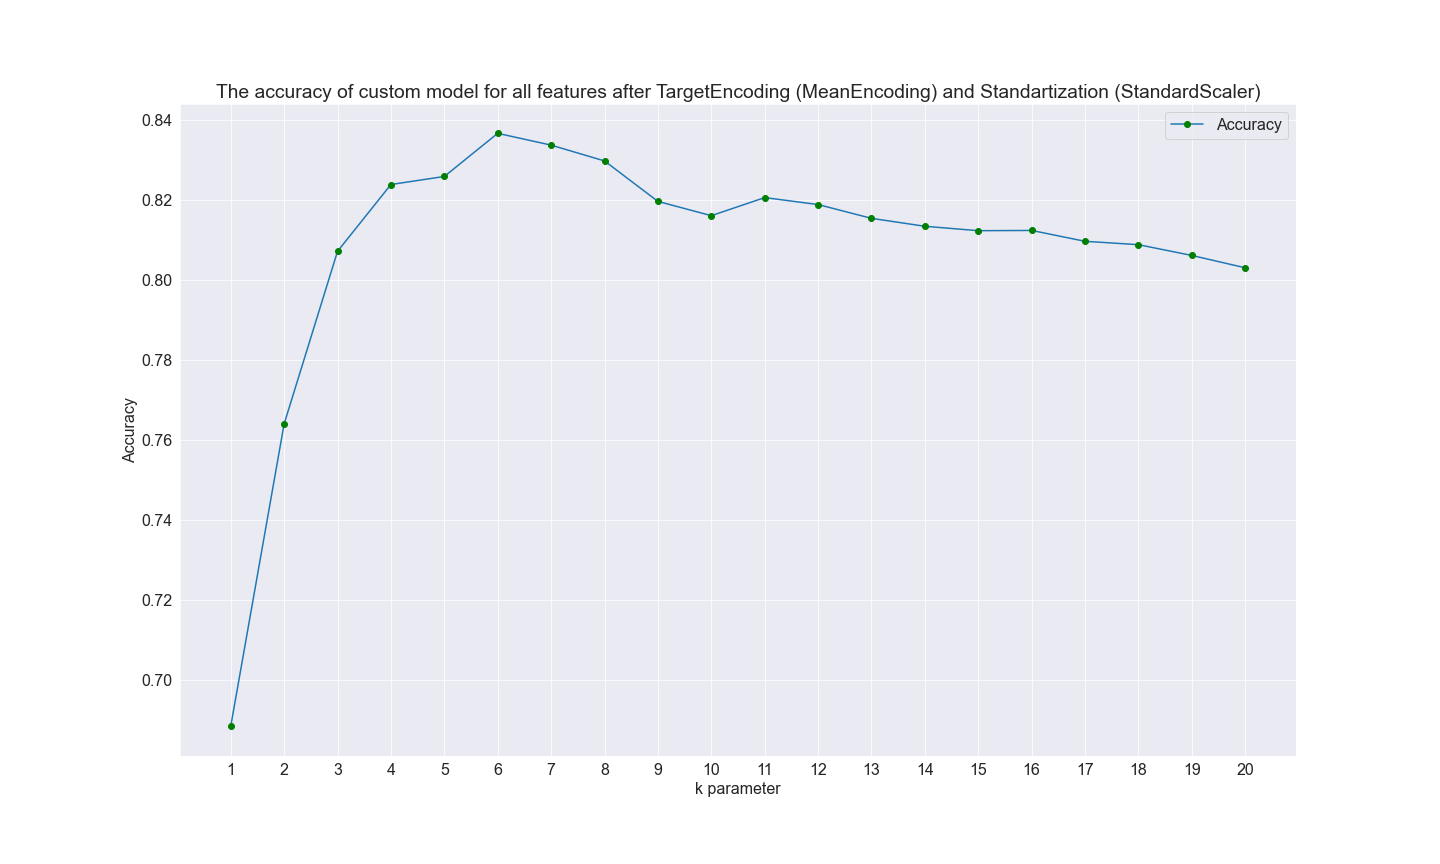 The accuracy of custom model for all features after TargetEncoding (MeanEncoding) and Standartization (StandardScaler)
Accuracy
0.84
0.82
0.80
0.78
0.76
0.74
0.72
0.70
Accuracy
1 2 3 4 5 6 7 8 9 10 11 12 13 14 15 16 17 18 19 20
k parameter